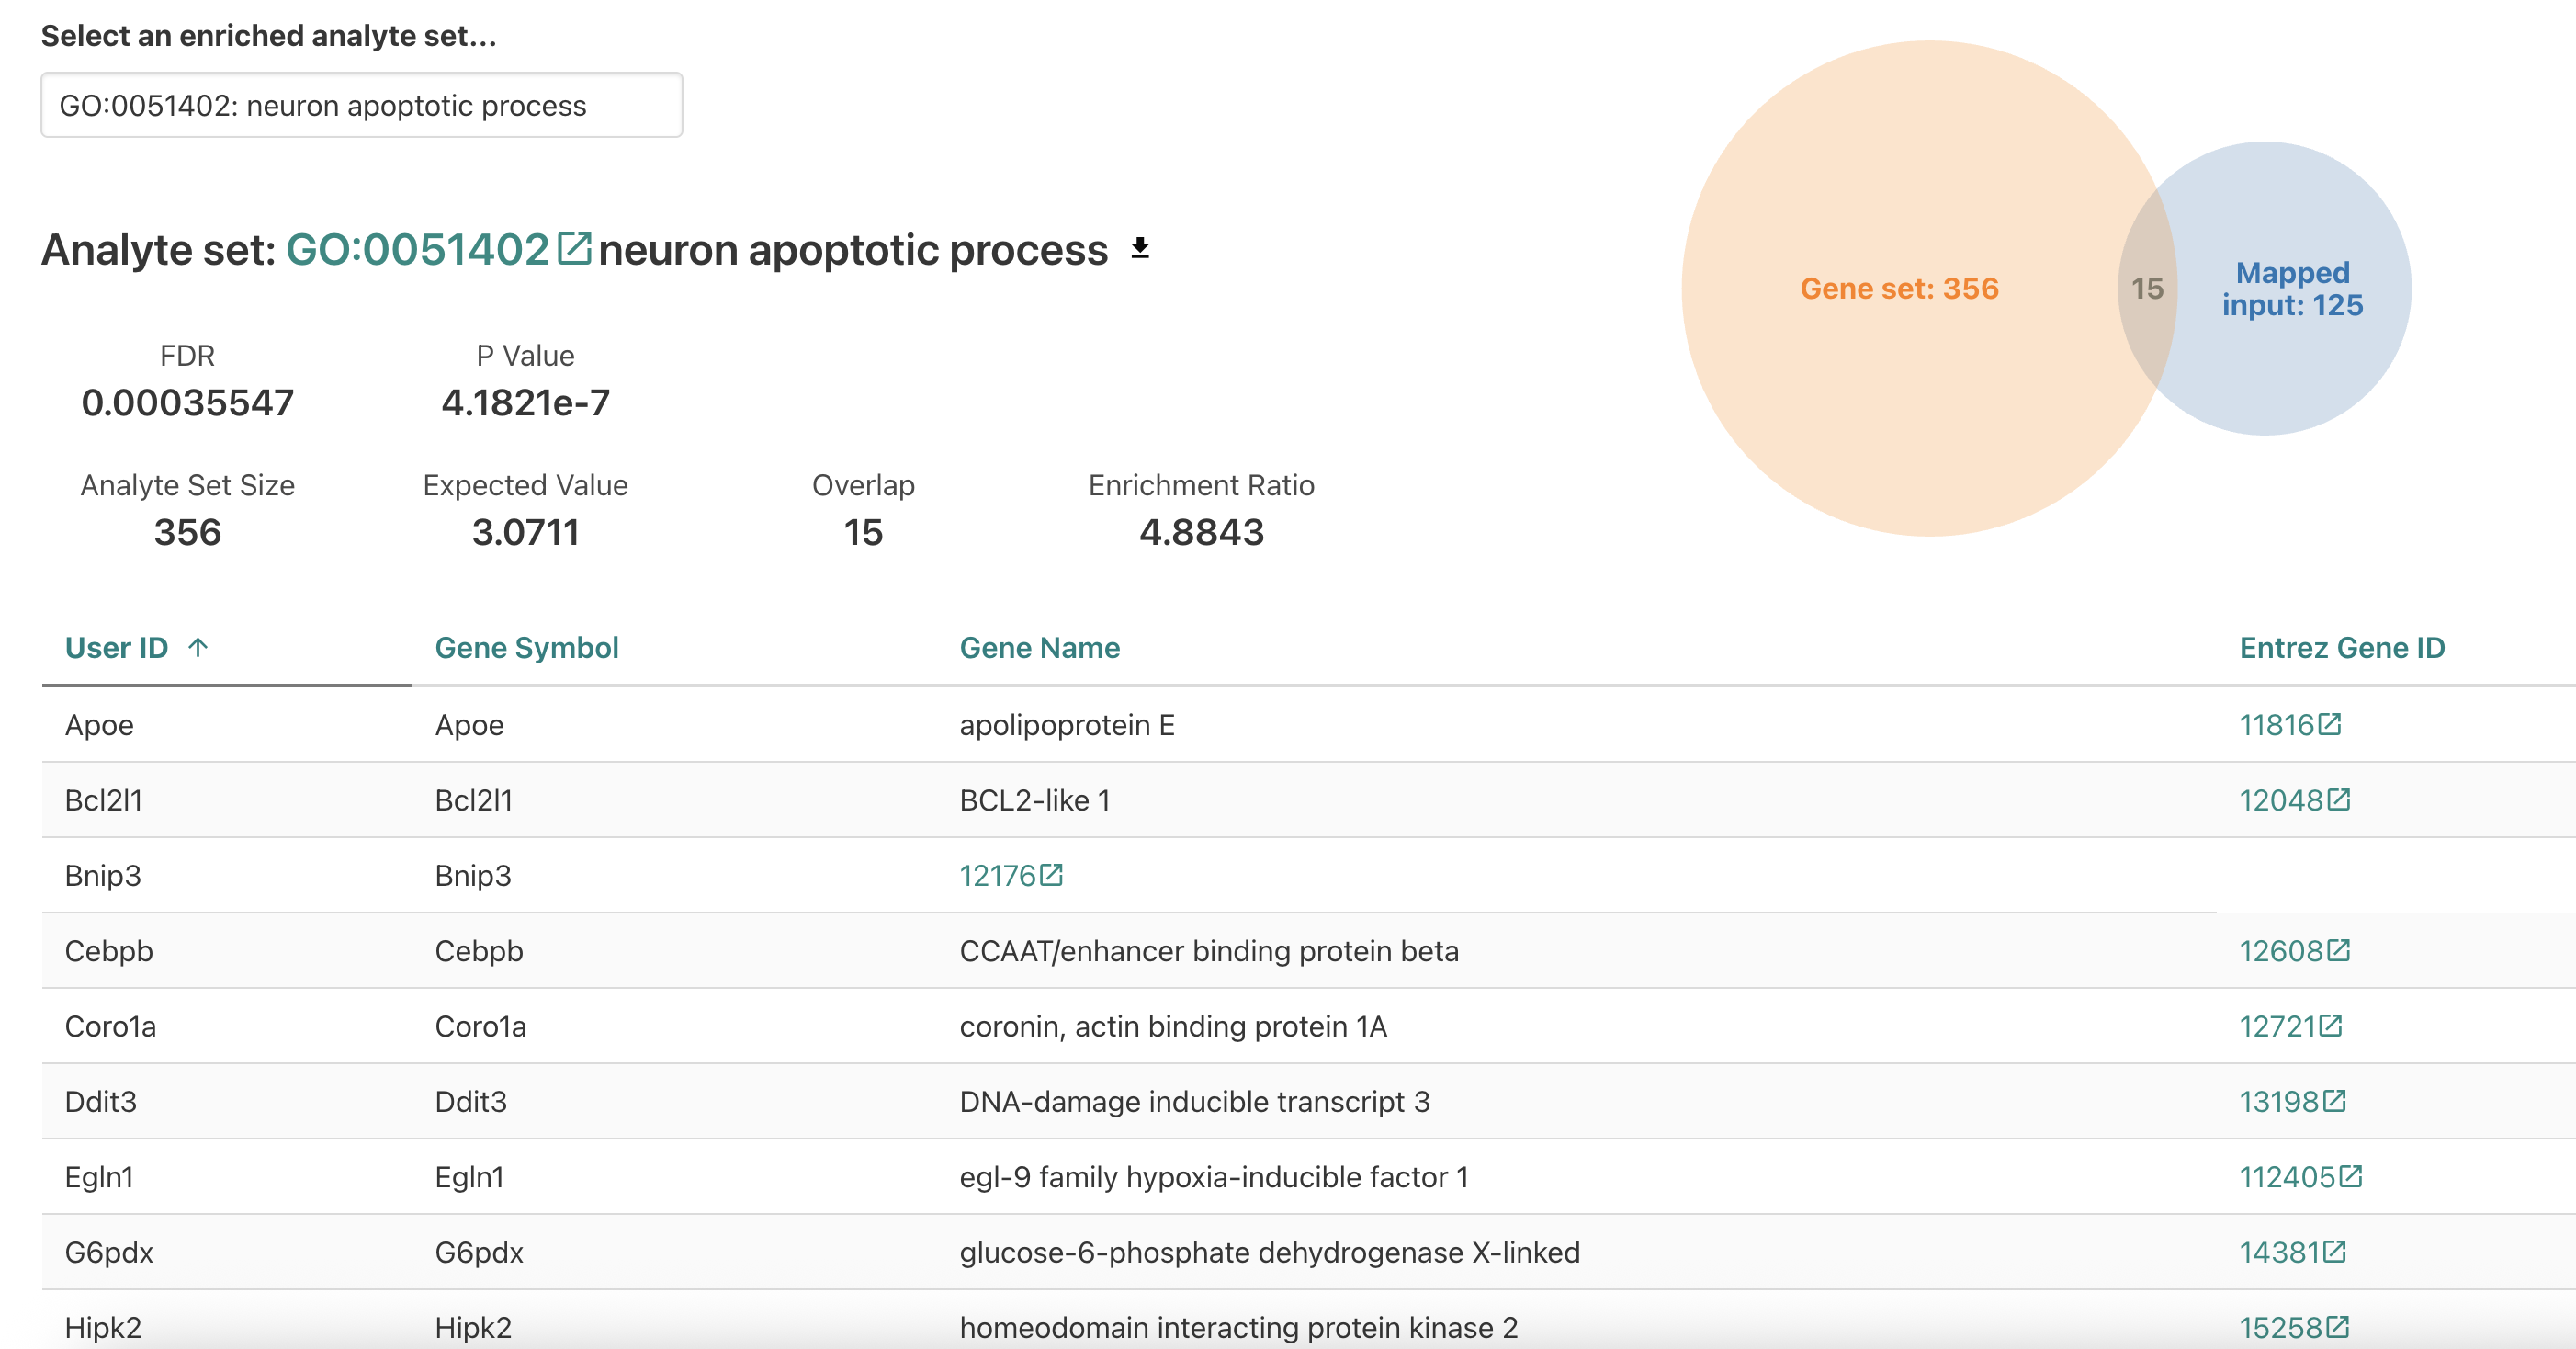 Select an enriched analyte set...
GO:0051402: neuron apoptotic process
Analyte set: GO:0051402 neuron apoptotic process
FDR P Value
0.00035547 4.1821e-7
Analyte Set Size Expected Value Overlap Enrichment Ratio
356 3.0711 15 4.8843
Gene set: 356
15
Mapped
input: 125
User ID ↑ Gene Symbol Gene Name Entrez Gene ID
Apoe Apoe apolipoprotein E 11816
Bcl2l1 Bcl2l1 BCL2-like 1 12048
Bnip3 Bnip3 12176
Cebpb Cebpb CCAAT/enhancer binding protein beta 12608
Coro1a Coro1a coronin, actin binding protein 1A 12721
Ddit3 Ddit3 DNA-damage inducible transcript 3 13198
Egln1 Egln1 egl-9 family hypoxia-inducible factor 1 112405
G6pdx G6pdx glucose-6-phosphate dehydrogenase X-linked 14381
Hipk2 Hipk2 homeodomain interacting protein kinase 2 15258